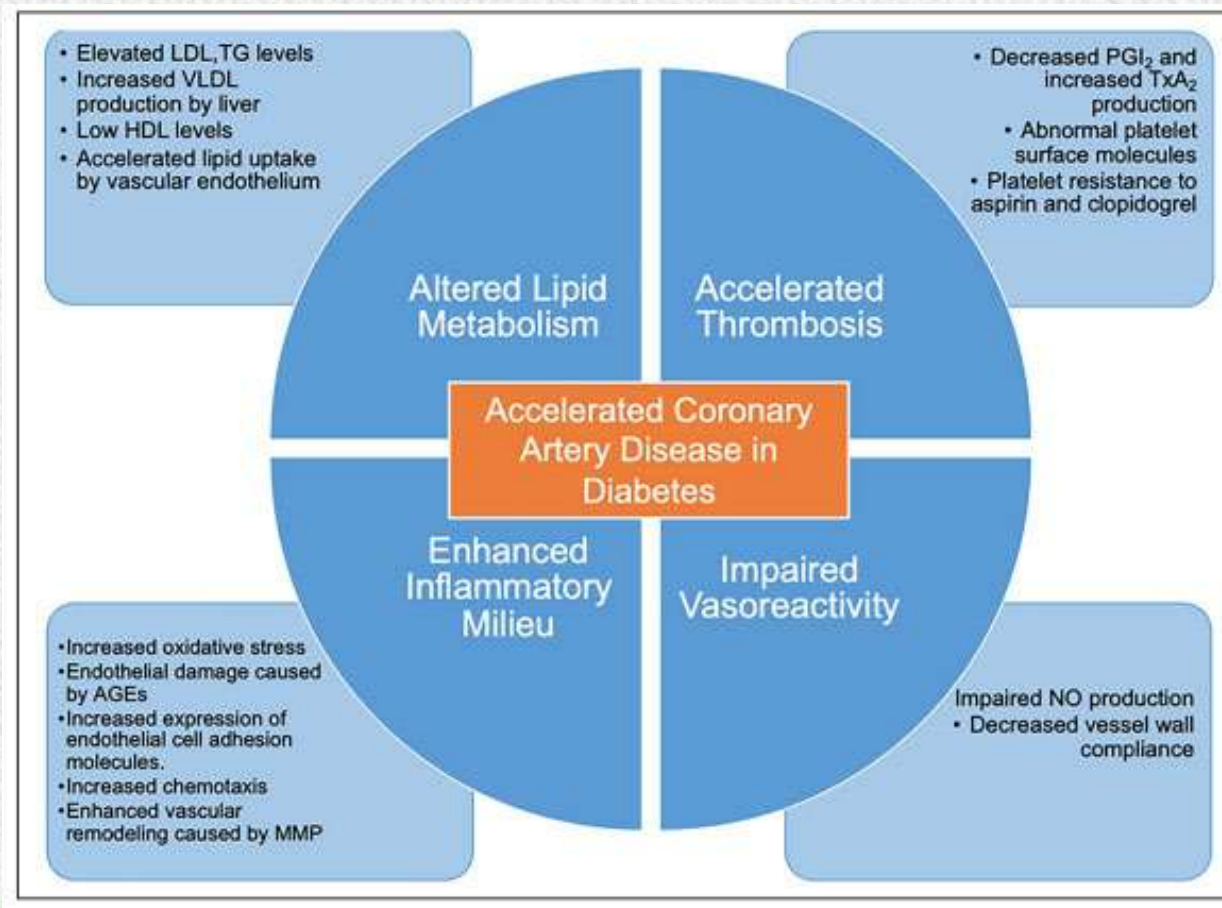 • Elevated LDL,TG levels
• Increased VLDL
production by liver
• Low HDL levels
• Accelerated lipid uptake
by vascular endothelium
• Decreased PGI₂ and
increased TxA₂
production
• Abnormal platelet
surface molecules
• Platelet resistance to
aspirin and clopidogrel
Altered Lipid
Metabolism
Accelerated
Thrombosis
Accelerated Coronary
Artery Disease in
Diabetes
Enhanced
Inflammatory
Milieu
Impaired
Vasoreactivity
•Increased oxidative stress
•Endothelial damage caused
by AGEs
•Increased expression of
endothelial cell adhesion
molecules.
•Increased chemotaxis
•Enhanced vascular
remodeling caused by MMP
Impaired NO production
• Decreased vessel wall
compliance